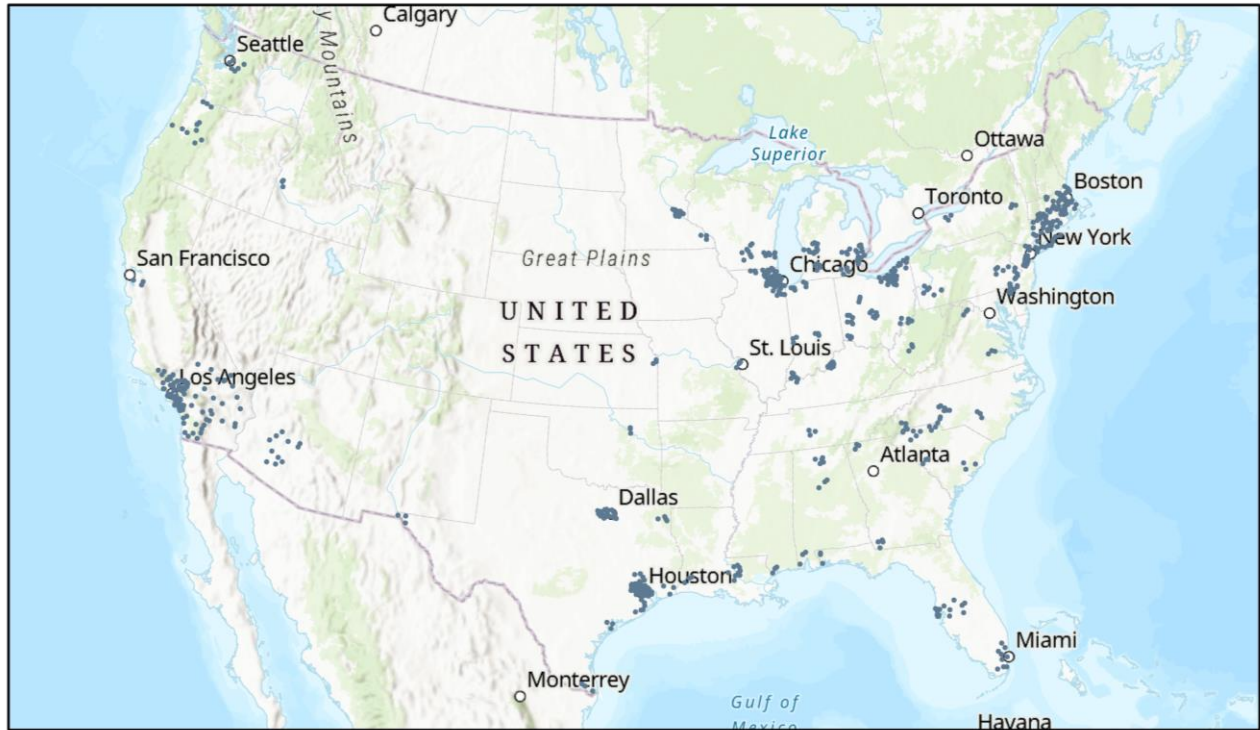 Calgary
Seattle
y Mountains
Lake
Superior
Ottawa
Toronto
Boston
New York
San Francisco
Great Plains
Chicago
UNITED
STATES
Washington
St. Louis
Los Angeles
Atlanta
Dallas
Houston
Miami
Monterrey
Gulf of
Mexico
Havana